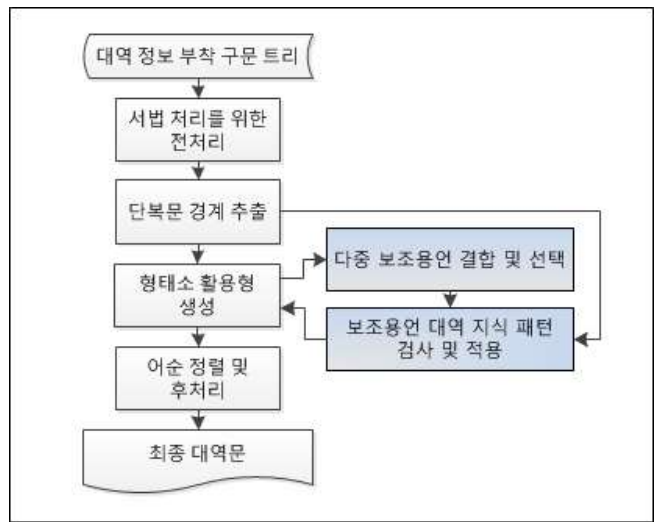 대역 정보 부착 구문 트리
서법 처리를 위한
전처리
단복문 경계 추출
형태소 활용형
생성
다중 보조용언 결합 및 선택
보조용언 대역 지식 패턴
검사 및 적용
어순 정렬 및
후처리
최종 대역문